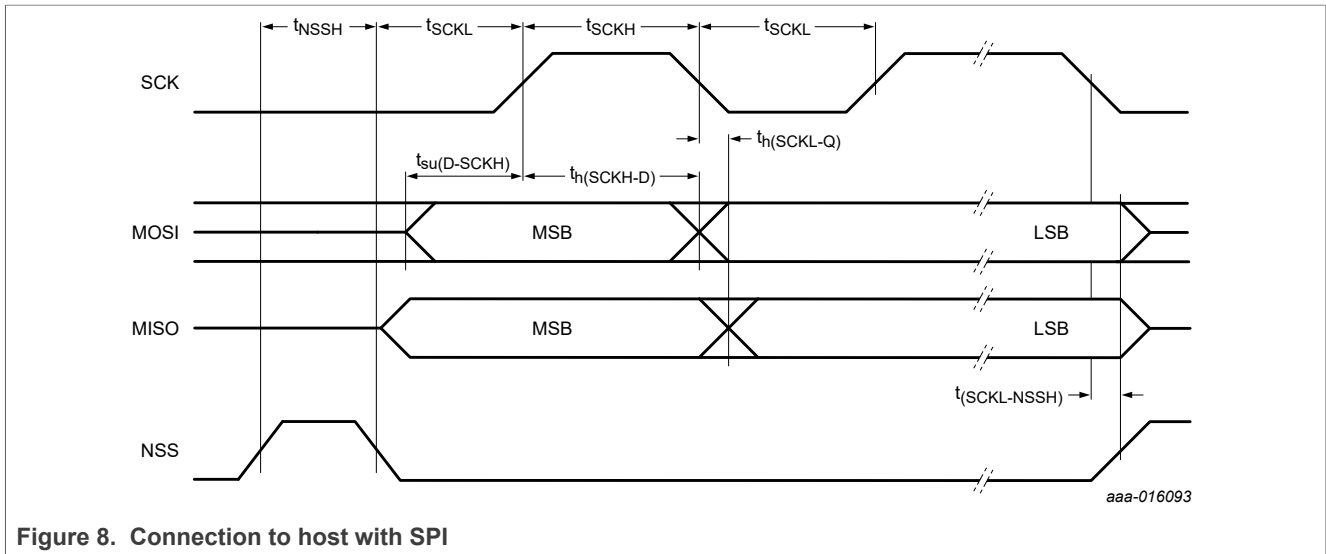 tNSSH tSCKL tSCKH tSCKL
SCK
th(SCKL-Q)
tsu(D-SCKH) th(SCKH-D)
MOSI MSB LSB
MISO MSB LSB
t(SCKL-NSSH)
NSS
aaa-016093
Figure 8. Connection to host with SPI